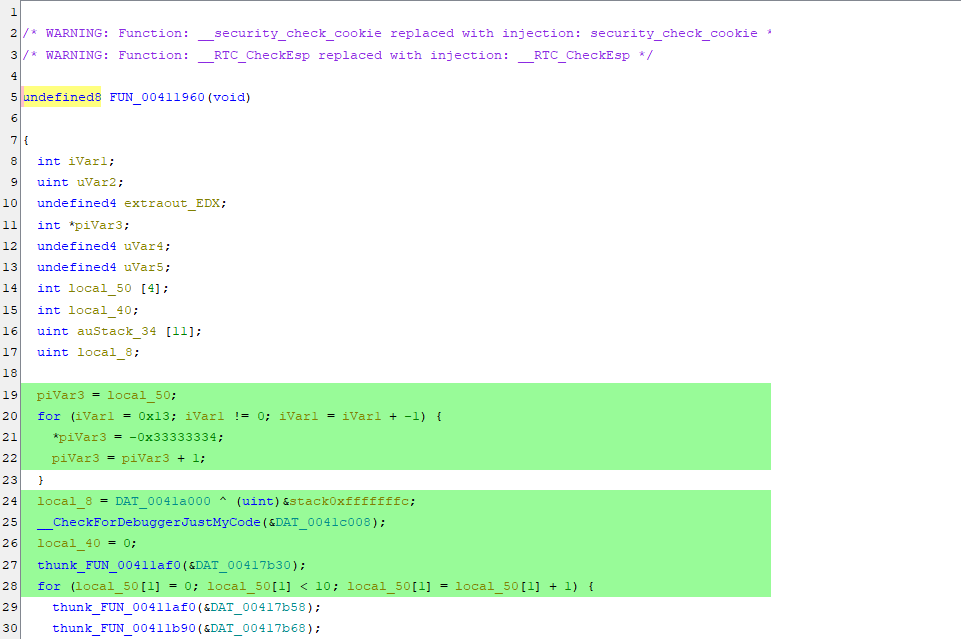 1
2 /* WARNING: Function: __security_check_cookie replaced with injection: security_check_cookie *
3 /* WARNING: Function: __RTC_CheckEsp replaced with injection: __RTC_CheckEsp */
4
5 undefined8 FUN_00411960(void)
6
7 {
8   int iVar1;
9   uint uVar2;
10   undefined4 extraout_EDX;
11   int *piVar3;
12   undefined4 uVar4;
13   undefined4 uVar5;
14   int local_50 [4];
15   int local_40;
16   uint auStack_34 [11];
17   uint local_8;
18
19   piVar3 = local_50;
20   for (iVar1 = 0x13; iVar1 != 0; iVar1 = iVar1 + -1) {
21     *piVar3 = -0x33333334;
22     piVar3 = piVar3 + 1;
23   }
24   local_8 = DAT_0041a000 ^ (uint)&stack0xfffffffc;
25   __CheckForDebuggerJustMyCode(&DAT_0041c008);
26   local_40 = 0;
27   thunk_FUN_00411af0(&DAT_00417b30);
28   for (local_50[1] = 0; local_50[1] < 10; local_50[1] = local_50[1] + 1) {
29     thunk_FUN_00411af0(&DAT_00417b58);
30     thunk_FUN_00411b90(&DAT_00417b68);